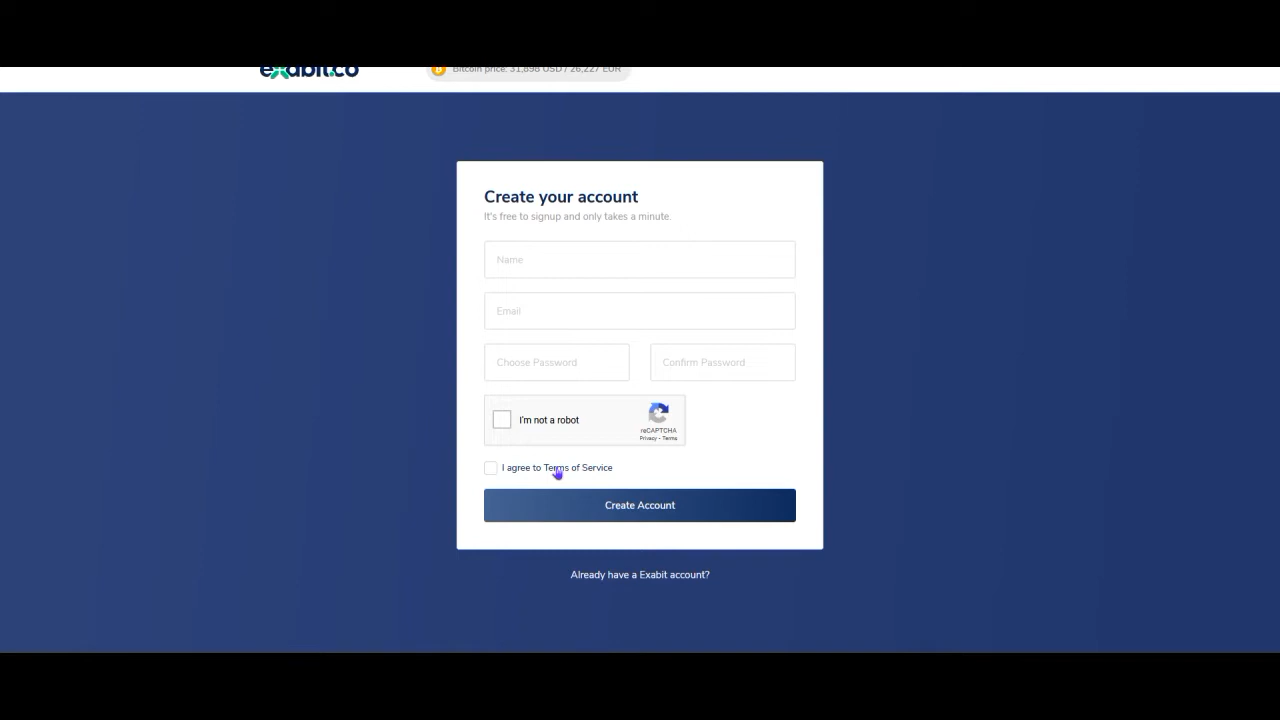 exabit.co
Bitcoin price: 31,898 USD / 26,227 EUR
Create your account
It's free to signup and only takes a minute.
Name
Email
Choose Password
Confirm Password
I'm not a robot
reCAPTCHA
Privacy - Terms
I agree to Terms of Service
Create Account
Already have a Exabit account?